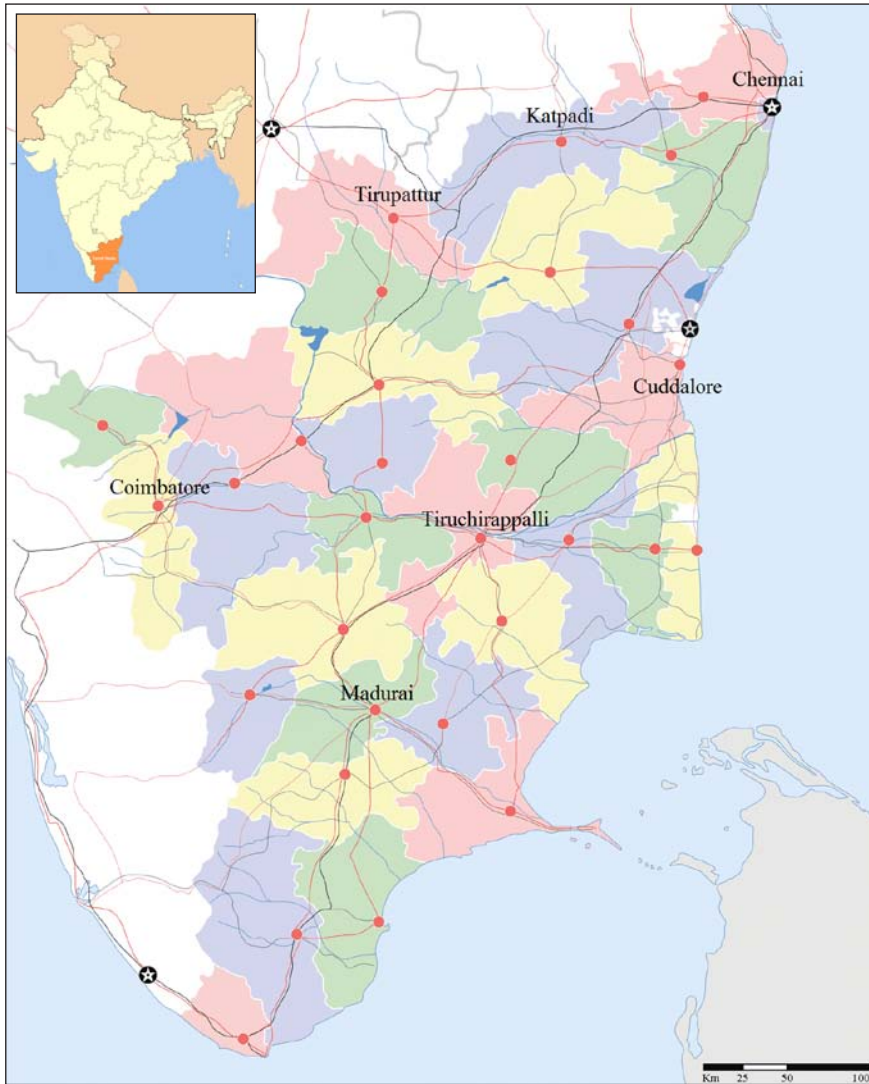 Chennai
Katpadi
Tirupattur
Cuddalore
Coimbatore
Tiruchirappalli
Madurai
Km 25 50 100